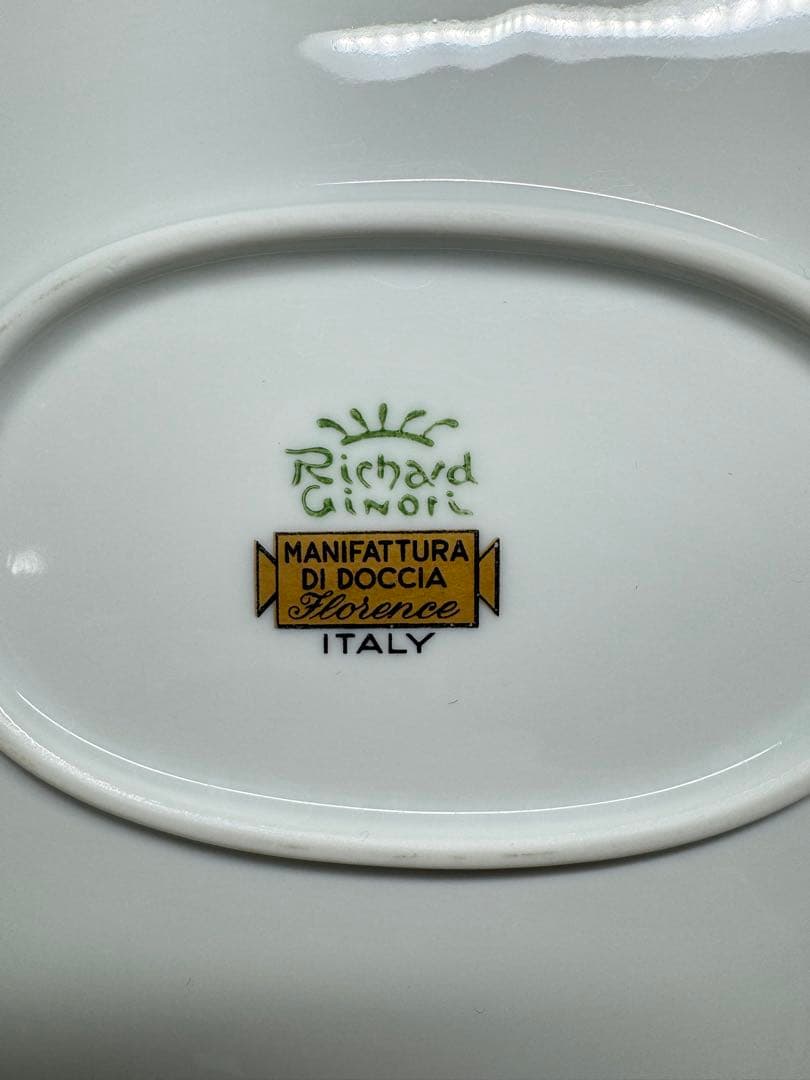 Richard
Ginori
MANIFATTURA
DI DOCCIA
Florence
ITALY